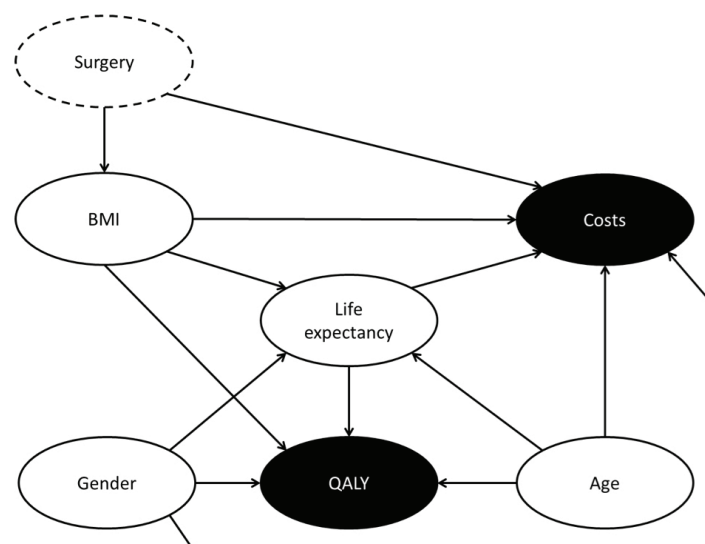 Surgery
BMI
Costs
Life
expectancy
Gender
QALY
Age